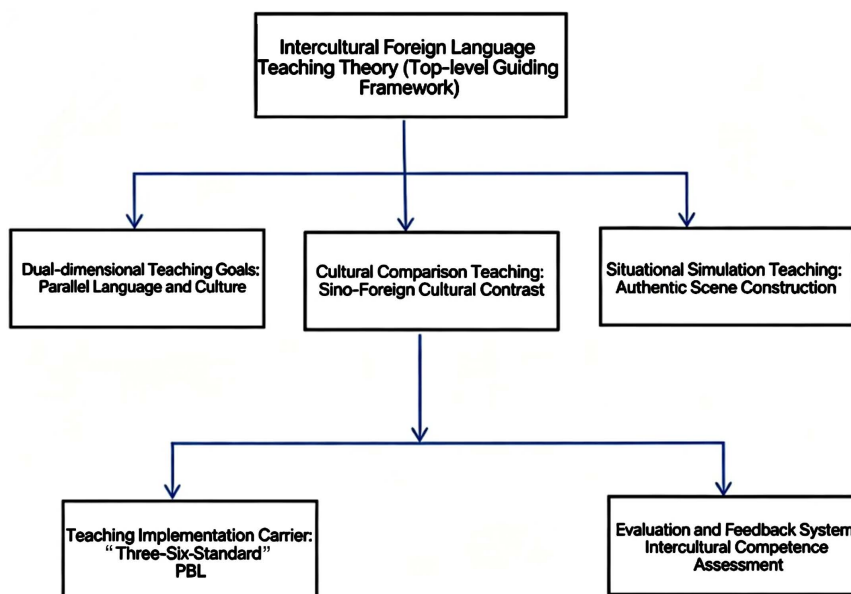 Intercultural Foreign Language
Teaching Theory (Top-level Guiding
Framework)
Dual-dimensional Teaching Goals:
Parallel Language and Culture
Cultural Comparison Teaching:
Sino-Foreign Cultural Contrast
Situational Simulation Teaching:
Authentic Scene Construction
Teaching Implementation Carrier:
“Three-Six-Standard”
PBL
Evaluation and Feedback System
Intercultural Competence
Assessment